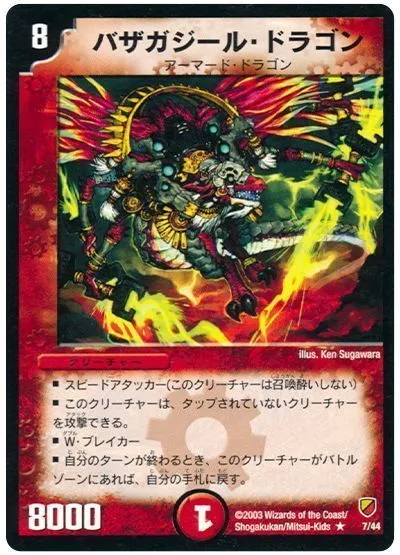 8
バザガジール・ドラゴン
アーマード・ドラゴン
illus. Ken Sugawara
クリーチャー
■ スピードアタッカー(このクリーチャーは召喚酔いしない)
■ このクリーチャーは、タップされていないクリーチャー
を攻撃できる。
■ W・ブレイカー
■ 自分のターンが終わるとき、このクリーチャーがバトル
ゾーンにあれば、自分の手札に戻す。
8000
1
©2003 Wizards of the Coast/
Shogakukan/Mitsui-Kids ★ 7/44